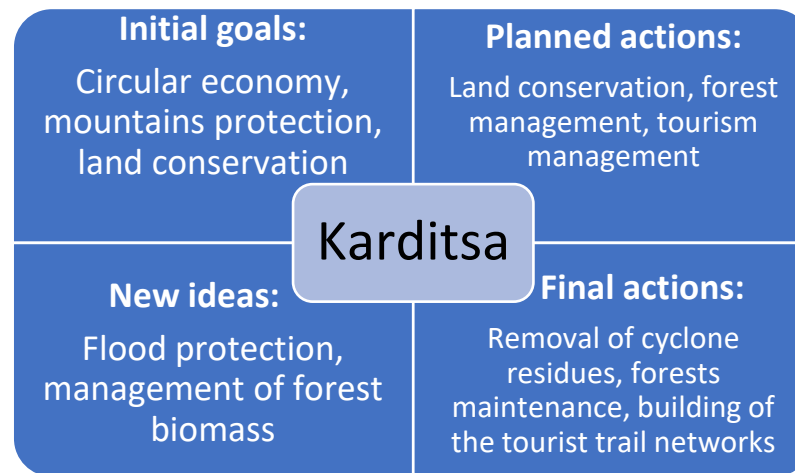 Initial goals:
Circular economy,
mountains protection,
land conservation
Planned actions:
Land conservation, forest
management, tourism
management
Karditsa
New ideas:
Flood protection,
management of forest
biomass
Final actions:
Removal of cyclone
residues, forests
maintenance, building of
the tourist trail networks